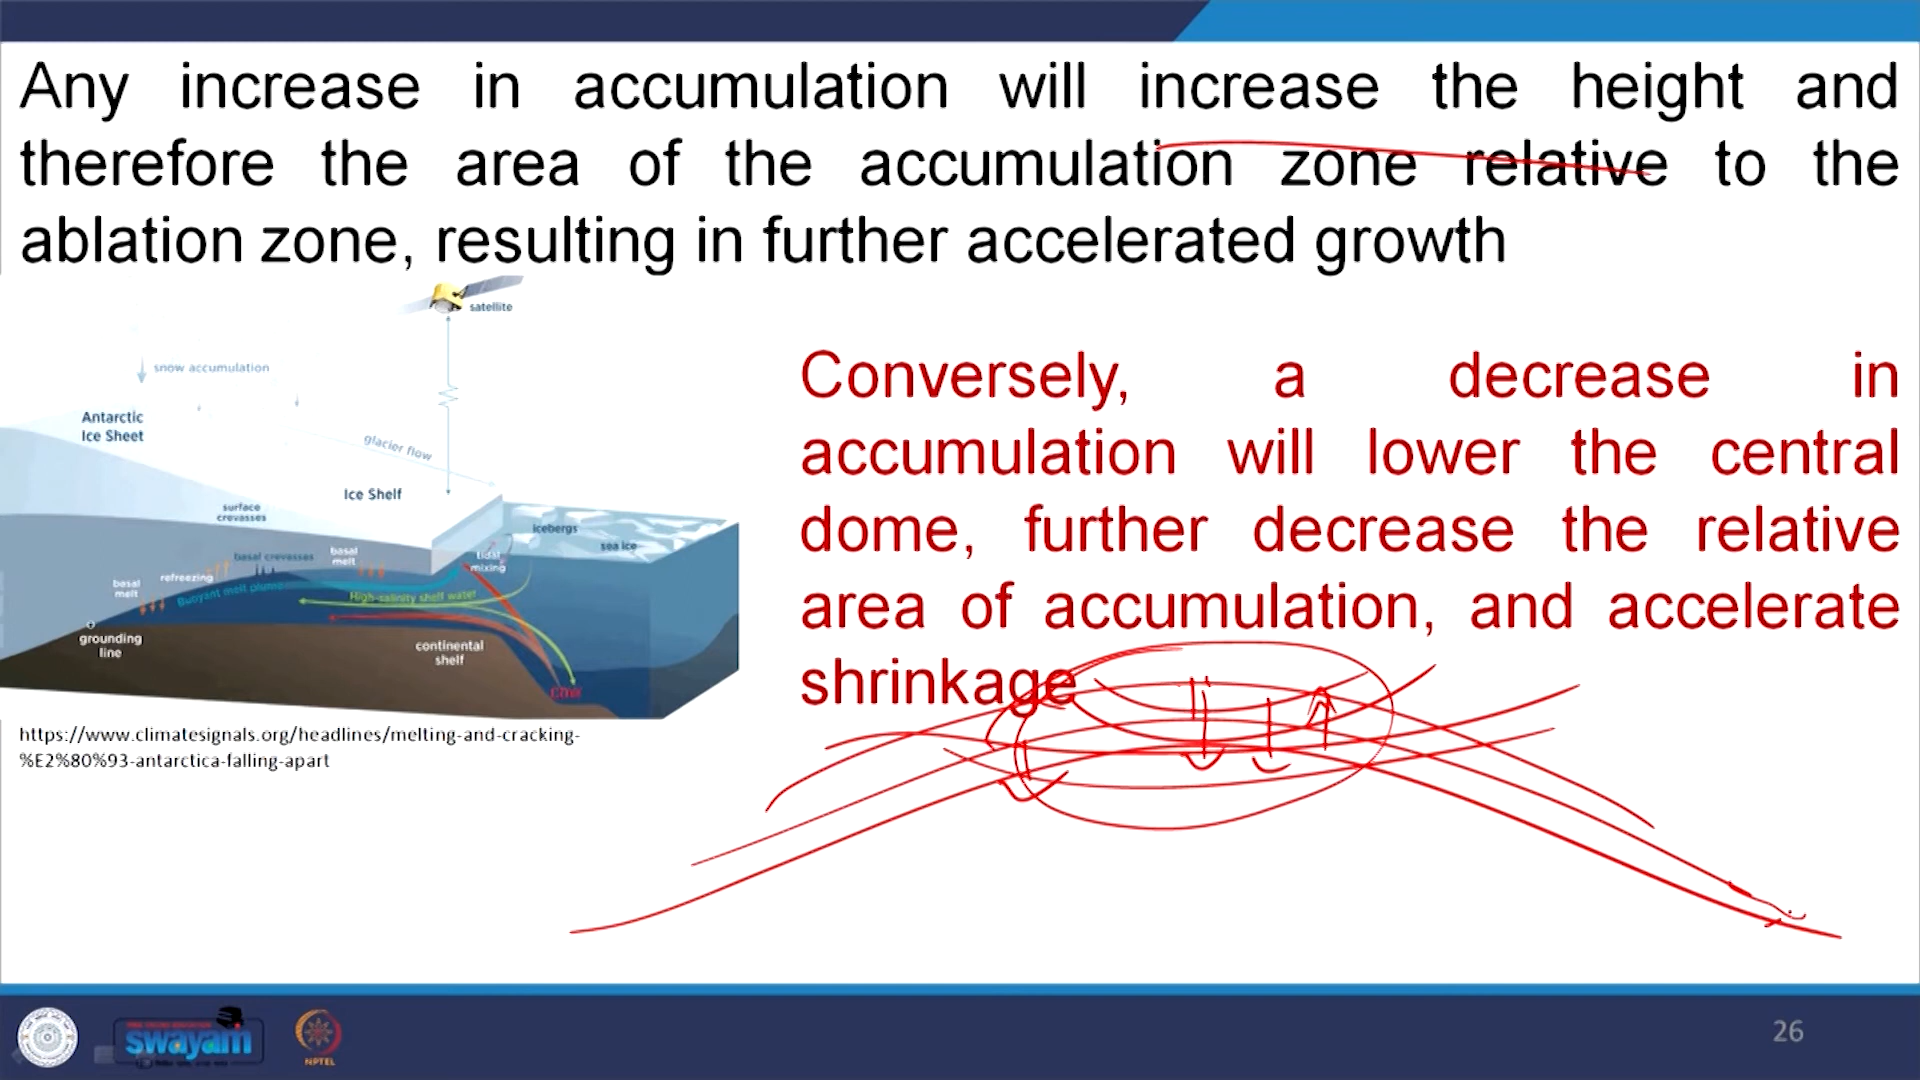 Any increase in accumulation will increase the height and
therefore the area of the accumulation zone relative to the
ablation zone, resulting in further accelerated growth
satellite
snow accumulation
Antarctic
Ice Sheet
glacier flow
Ice Shelf
surface
crevasses
icebergs
sea ice
tidal
mixing
basal crevasses
basal
melt
refreezing
basal
melt
Buoyant melt plume
High-salinity shelf water
grounding
line
continental
shelf
CDW
Conversely, a decrease in
accumulation will lower the central
dome, further decrease the relative
area of accumulation, and accelerate
shrinkage
https://www.climatesignals.org/headlines/melting-and-cracking-
%E2%80%93-antarctica-falling-apart
swayam
NPTEL
26